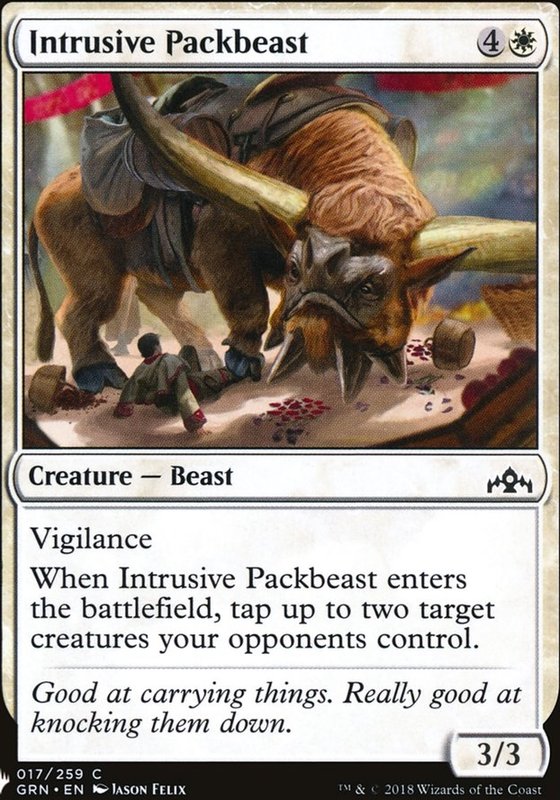 Intrusive Packbeast 4
Creature — Beast
Vigilance
When Intrusive Packbeast enters
the battlefield, tap up to two target
creatures your opponents control.
Good at carrying things. Really good at
knocking them down.
3/3
017/259 C
GRN • EN Jason Felix
™ & © 2018 Wizards of the Coast